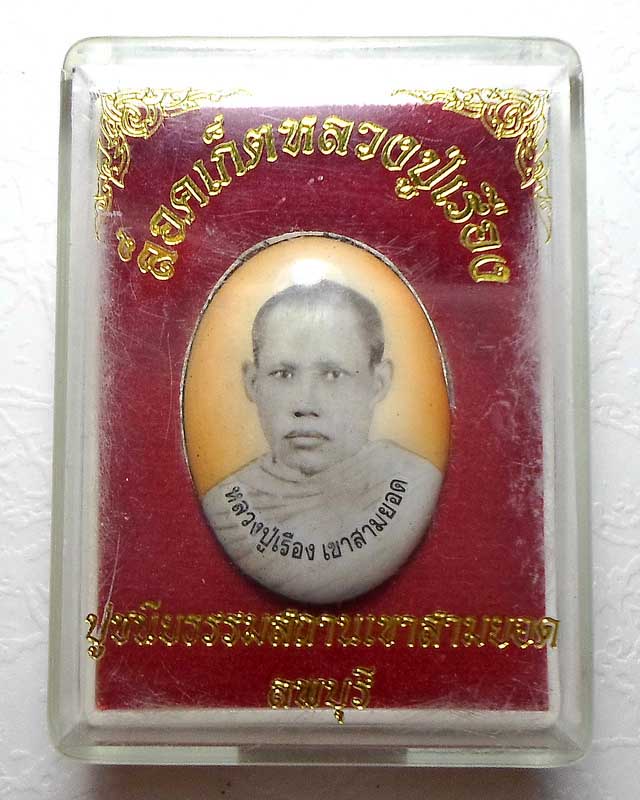 ล็อคเก็ตหลวงปู่เรือง
หลวงปู่เรือง เขาสามยอด
ปูชนียธรรมสถานเขาสามยอด
ลพบุรี